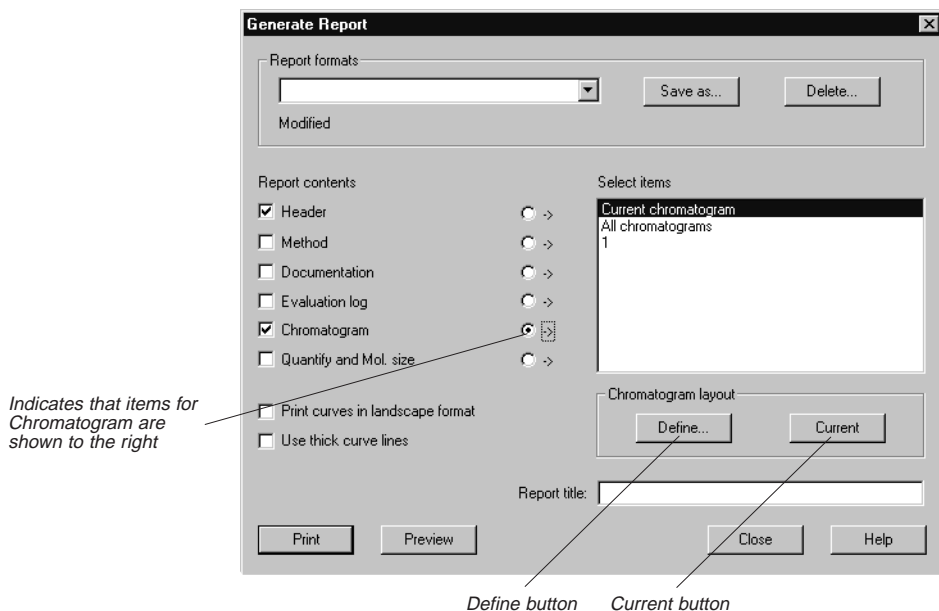 Generate Report
Report formats
Save as...
Delete...
Modified
Report contents
Select items
Header
->
Current chromatogram
Method
->
All chromatograms
1
Documentation
->
Evaluation log
->
Chromatogram
->
Quantify and Mol. size
->
Indicates that items for
Chromatogram are
shown to the right
Print curves in landscape format
Use thick curve lines
Chromatogram layout
Define...
Current
Report title:
Print
Preview
Close
Help
Define button
Current button